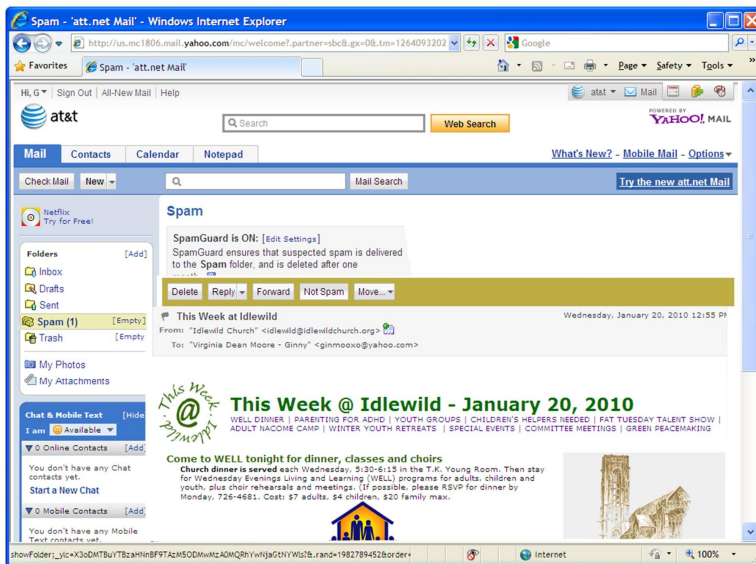 Spam - 'att.net Mail' - Windows Internet Explorer
http://us.mc1806.mail.yahoo.com/mc/welcome?.partner=sbc&.gx=0&.tm=1264093202
Google
Favorites
Spam - 'att.net Mail'
Page Safety Tools
Hi, G
Sign Out
All-New Mail
Help
at&t
Mail
at&t
Search
Web Search
POWERED BY
YAHOO! MAIL
Mail
Contacts
Calendar
Notepad
What's New? - Mobile Mail - Options
Check Mail
New
Mail Search
Try the new att.net Mail
Netflix
Try for Free!
Folders [Add]
Inbox
Drafts
Sent
Spam (1) [Empty]
Trash [Empty
My Photos
My Attachments
Chat & Mobile Text [Hide
I am Available
0 Online Contacts [Add
You don't have any Chat
contacts yet.
Start a New Chat
0 Mobile Contacts [Add
You don't have any Mobile
Text contacts yet.
Spam
SpamGuard is ON: [Edit Settings]
SpamGuard ensures that suspected spam is delivered
to the Spam folder, and is deleted after one
Delete
Reply
Forward
Not Spam
Move...
This Week at Idlewild
Wednesday, January 20, 2010 12:55 PM
From: "Idlewild Church" <idlewild@idlewildchurch.org>
To: "Virginia Dean Moore - Ginny" <ginmooxo@yahoo.com>
This Week
@
Idlewild
This Week @ Idlewild - January 20, 2010
WELL DINNER | PARENTING FOR ADHD | YOUTH GROUPS | CHILDREN'S HELPERS NEEDED | FAT TUESDAY TALENT SHOW |
ADULT NACOME CAMP | WINTER YOUTH RETREATS | SPECIAL EVENTS | COMMITTEE MEETINGS | GREEN PEACEMAKING
Come to WELL tonight for dinner, classes and choirs
Church dinner is served each Wednesday, 5:30-6:15 in the T.K. Young Room. Then stay
for Wednesday Evenings Living and Learning (WELL) programs for adults, children and
youth, plus choir rehearsals and meetings. (If possible, please RSVP for dinner by
Monday, 726-4681. Cost: $7 adults, $4 children, $20 family max.
Internet
100%